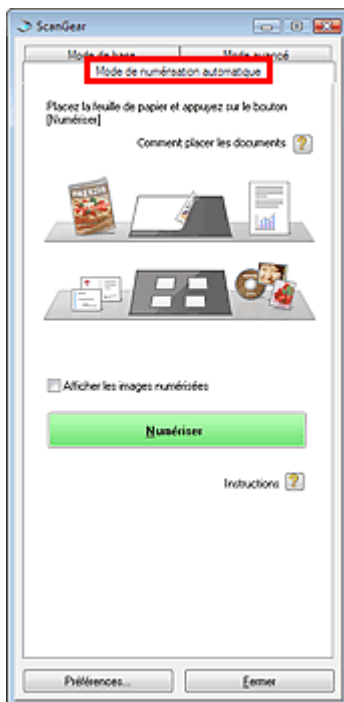 ScanGear
Mode de base
Mode avancé
Mode de numérisation automatique
Placez la feuille de papier et appuyez sur le bouton
[Numériser]
Comment placer les documents
Afficher les images numérisées
Numériser
Instructions
Préférences...
Fermer